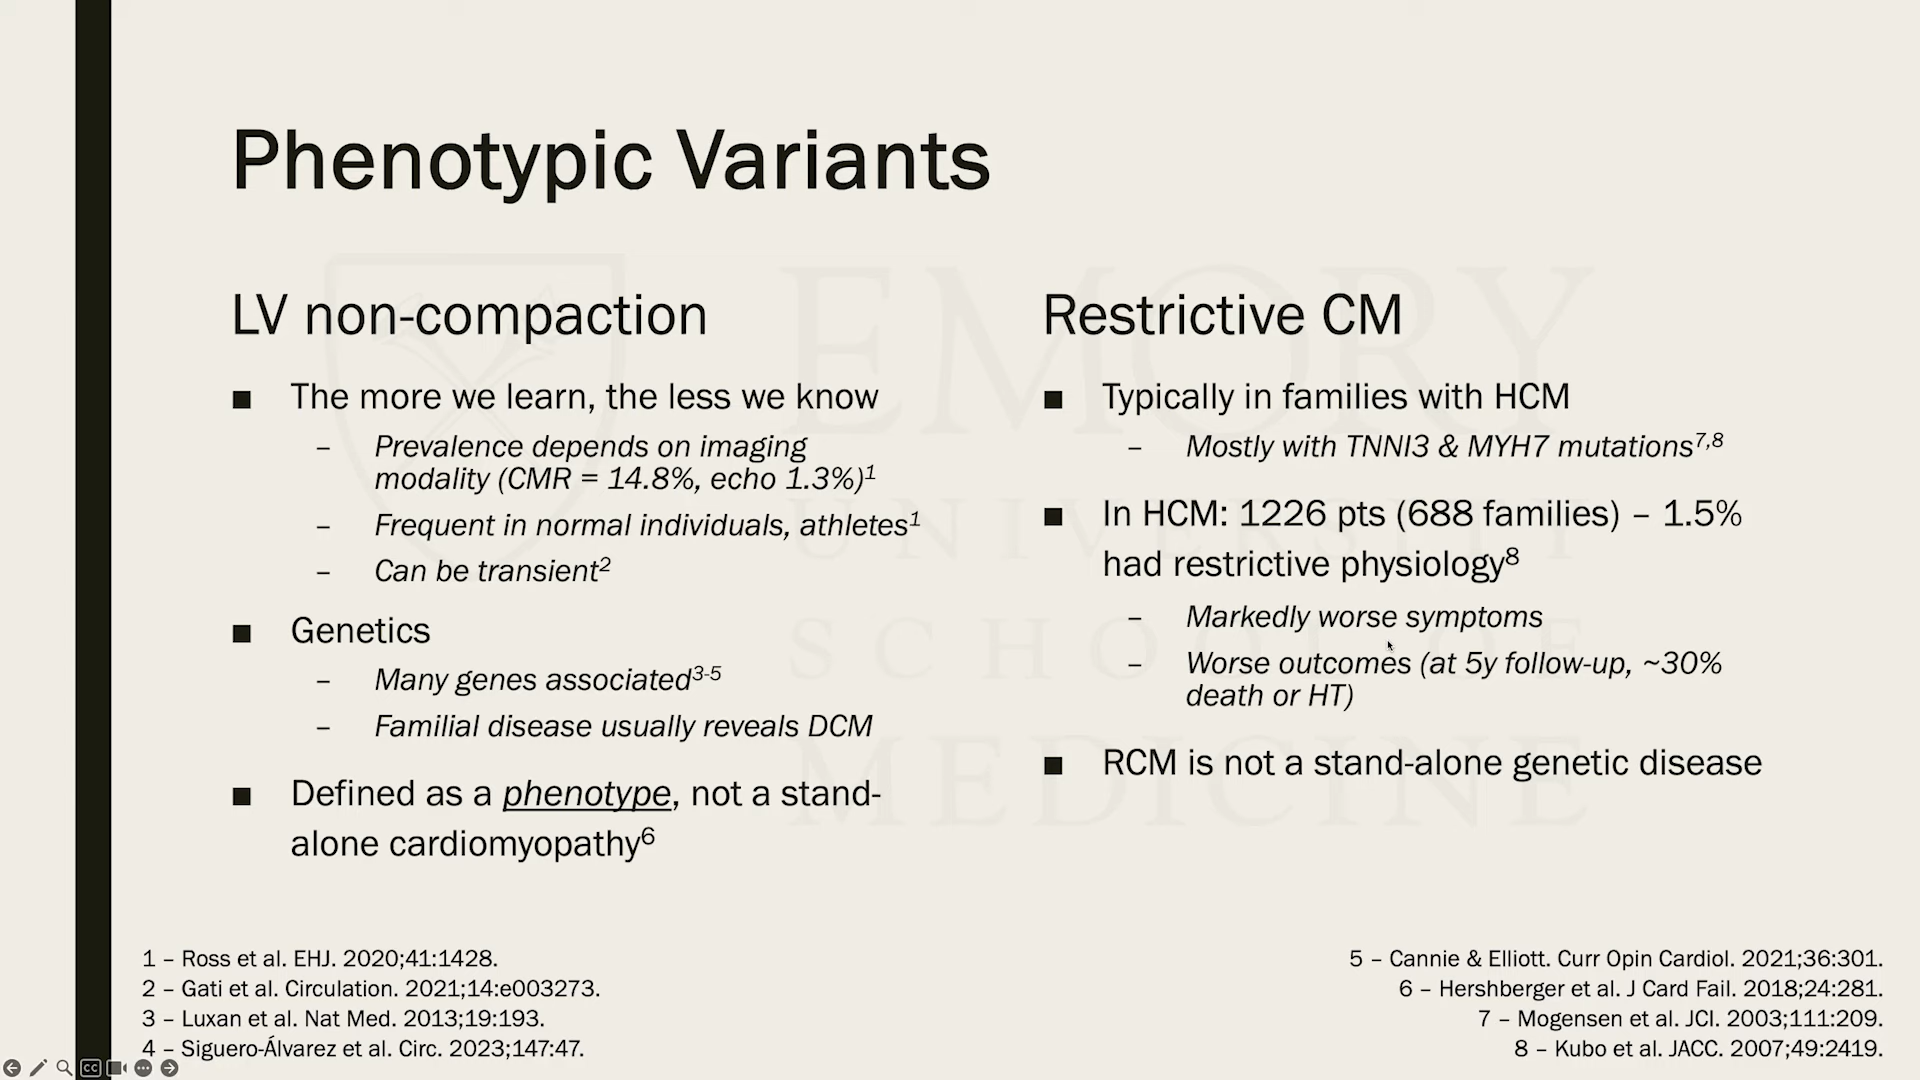 Phenotypic Variants
LV non-compaction
■ The more we learn, the less we know
– Prevalence depends on imaging
modality (CMR = 14.8%, echo 1.3%)¹
– Frequent in normal individuals, athletes¹
– Can be transient²
■ Genetics
– Many genes associated³⁻⁵
– Familial disease usually reveals DCM
■ Defined as a phenotype, not a stand-
alone cardiomyopathy⁶
Restrictive CM
■ Typically in families with HCM
– Mostly with TNNI3 & MYH7 mutations⁷,⁸
■ In HCM: 1226 pts (688 families) – 1.5%
had restrictive physiology⁸
– Markedly worse symptoms
– Worse outcomes (at 5y follow-up, ~30%
death or HT)
■ RCM is not a stand-alone genetic disease
1 – Ross et al. EHJ. 2020;41:1428.
2 – Gati et al. Circulation. 2021;14:e003273.
3 – Luxan et al. Nat Med. 2013;19:193.
4 – Siguero-Álvarez et al. Circ. 2023;147:47.
5 – Cannie & Elliott. Curr Opin Cardiol. 2021;36:301.
6 – Hershberger et al. J Card Fail. 2018;24:281.
7 – Mogensen et al. JCI. 2003;111:209.
8 – Kubo et al. JACC. 2007;49:2419.
EMORY
UNIVERSITY
SCHOOL OF
MEDICINE
CC